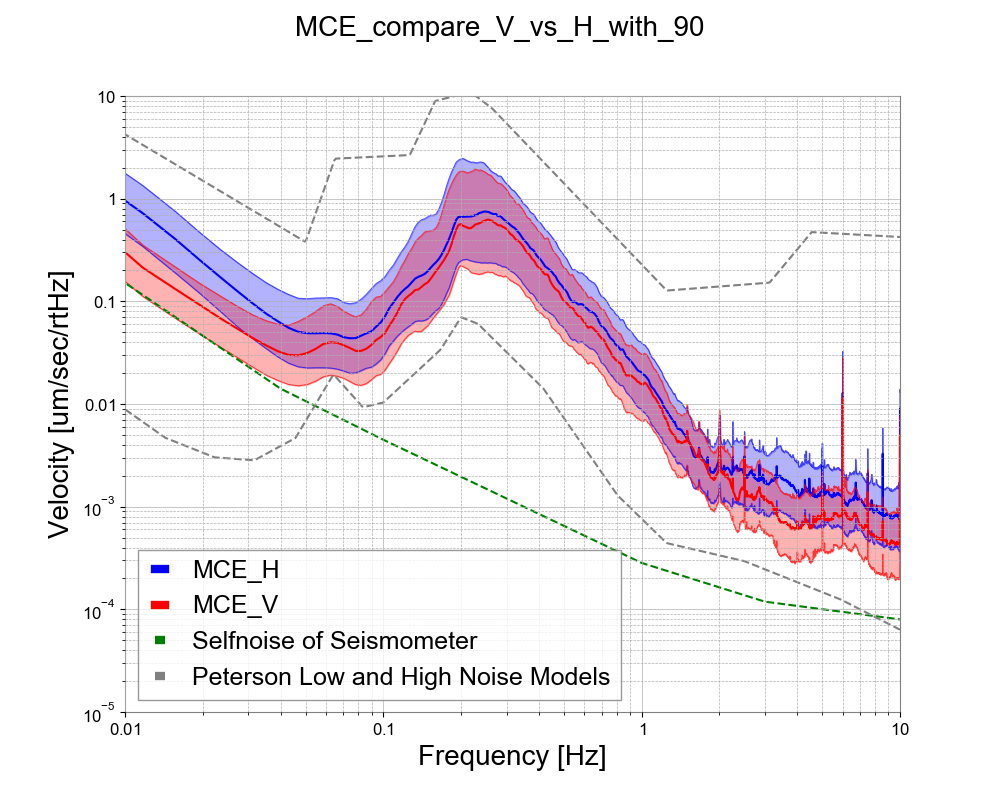 MCE_compare_V_vs_H_with_90
Velocity [um/sec/rtHz]
10
1
0.1
0.01
10⁻³
10⁻⁴
10⁻⁵
MCE_H
MCE_V
Selfnoise of Seismometer
Peterson Low and High Noise Models
0.01 0.1 1 10
Frequency [Hz]